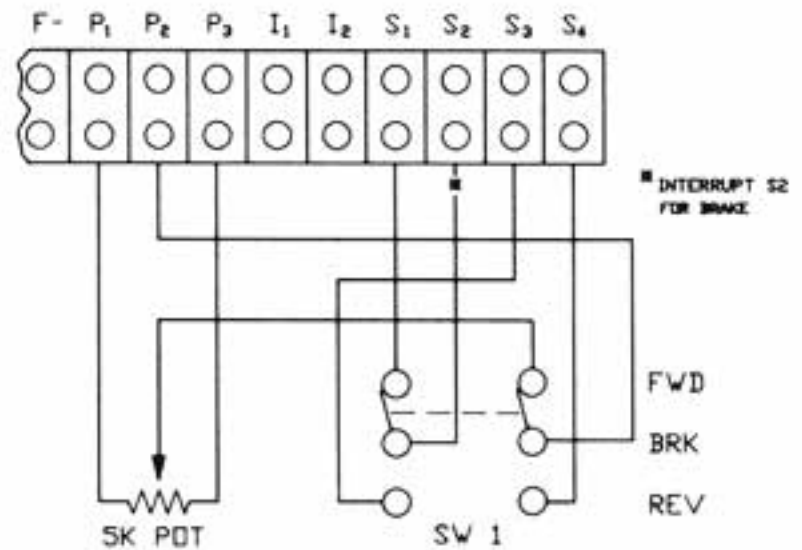 F- P₁ P₂ P₃ I₁ I₂ S₁ S₂ S₃ S₄
■ INTERRUPT S2
FOR BRAKE
FWD
BRK
REV
5K POT
SW 1